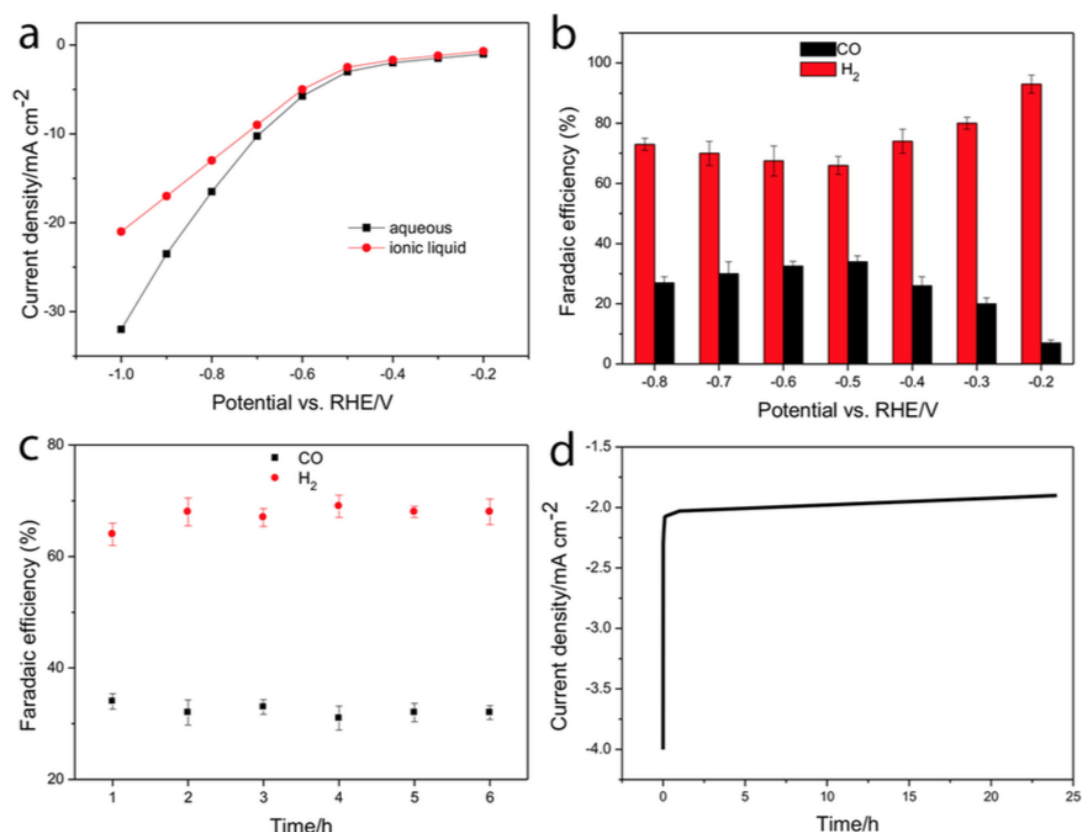 a
Current density/mA cm⁻²
0
-10
-20
-30
aqueous
ionic liquid
-1.0 -0.8 -0.6 -0.4 -0.2
Potential vs. RHE/V
b
Faradaic efficiency (%)
CO
H₂
100
80
60
40
20
0
-0.8 -0.7 -0.6 -0.5 -0.4 -0.3 -0.2
Potential vs. RHE/V
c
Faradaic efficiency (%)
CO
H₂
80
60
40
20
1 2 3 4 5 6
Time/h
d
Current density/mA cm⁻²
-1.5
-2.0
-2.5
-3.0
-3.5
-4.0
0 5 10 15 20 25
Time/h